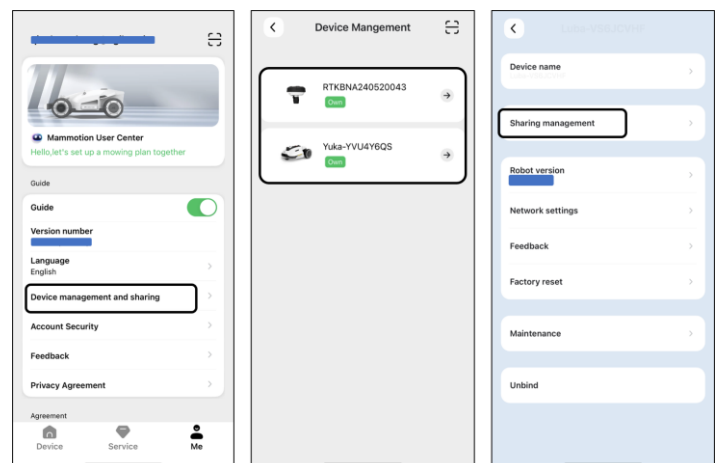 Mammotion User Center
Hello,let's set up a mowing plan together
Guide
Guide
Version number
Language
English
Device management and sharing
Account Security
Feedback
Privacy Agreement
Agreement
Device
Service
Me
Device Mangement
RTKBNA240520043
Own
Yuka-YVU4Y6QS
Own
Device name
Sharing management
Robot version
Network settings
Feedback
Factory reset
Maintenance
Unbind